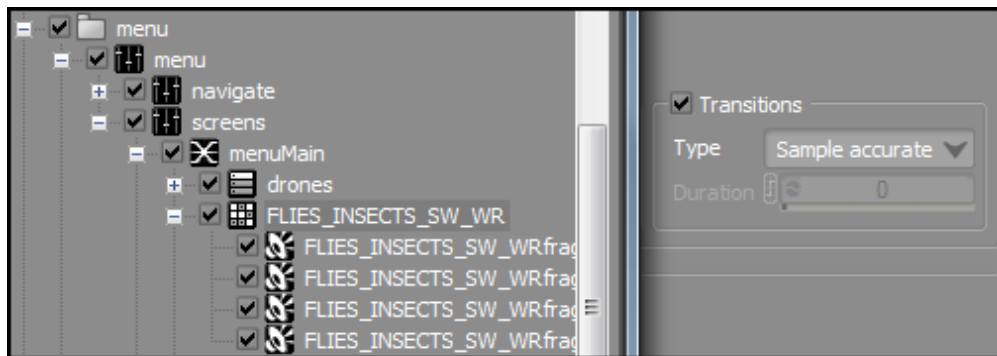 menu
menu
navigate
screens
menuMain
drones
FLIES_INSECTS_SW_WR
FLIES_INSECTS_SW_WRfrag
FLIES_INSECTS_SW_WRfrag
FLIES_INSECTS_SW_WRfrag
FLIES_INSECTS_SW_WRfrag
Transitions
Type Sample accurate
Duration 0